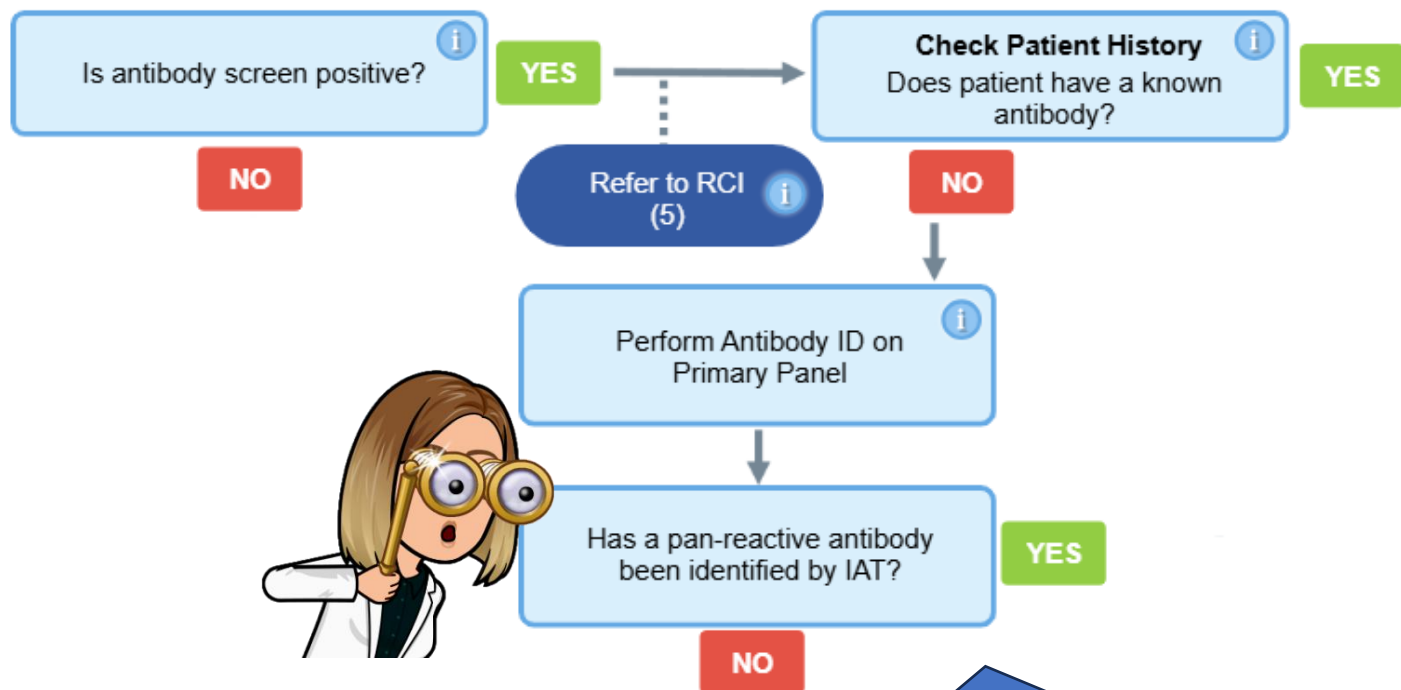 Is antibody screen positive?
YES
Check Patient History
Does patient have a known
antibody?
YES
NO
Refer to RCI
(5)
NO
Perform Antibody ID on
Primary Panel
Has a pan-reactive antibody
been identified by IAT?
YES
NO